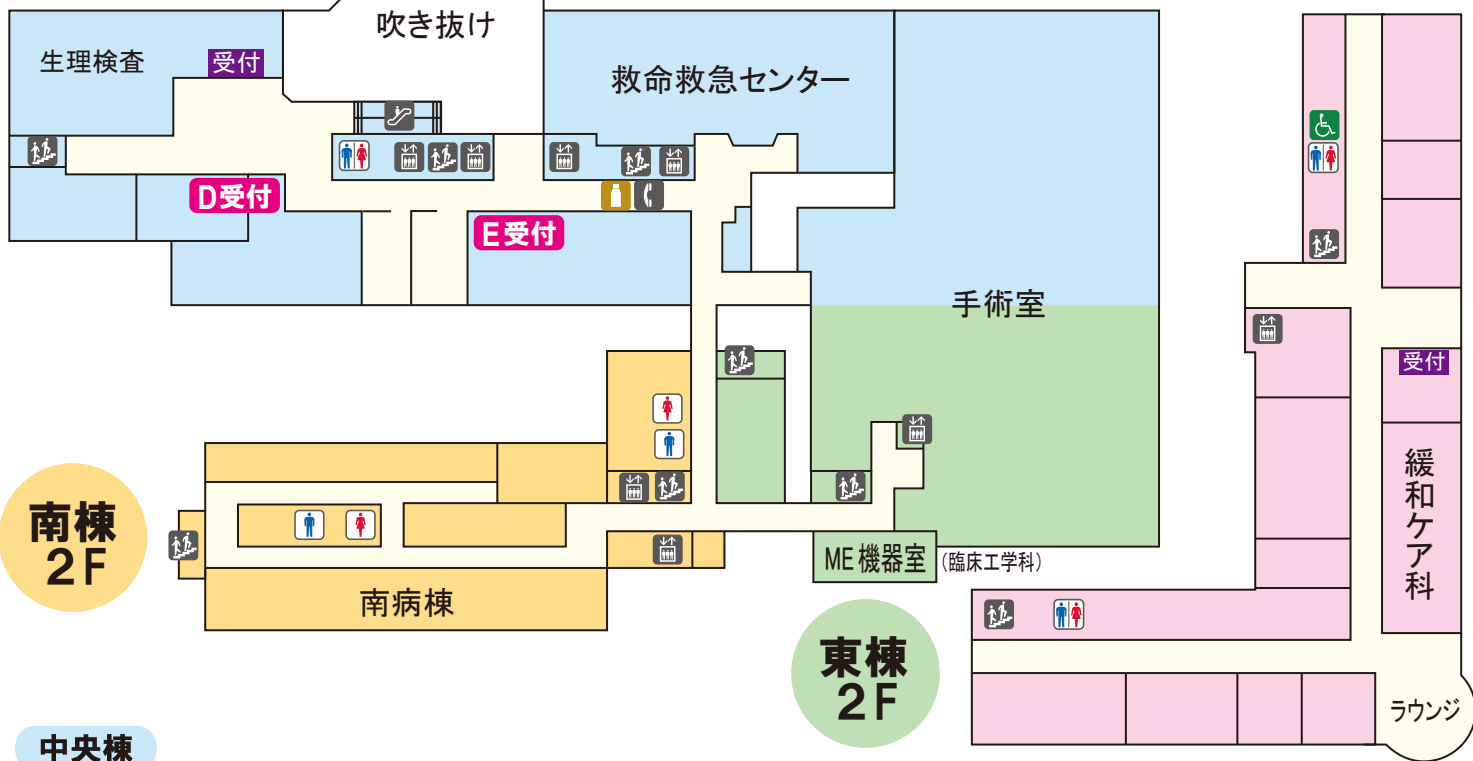 吹き抜け
生理検査
受付
救命救急センター
D受付
E受付
手術室
受付
緩和ケア科
南棟
2F
ME機器室
(臨床工学科)
南病棟
東棟
2F
ラウンジ
中央棟